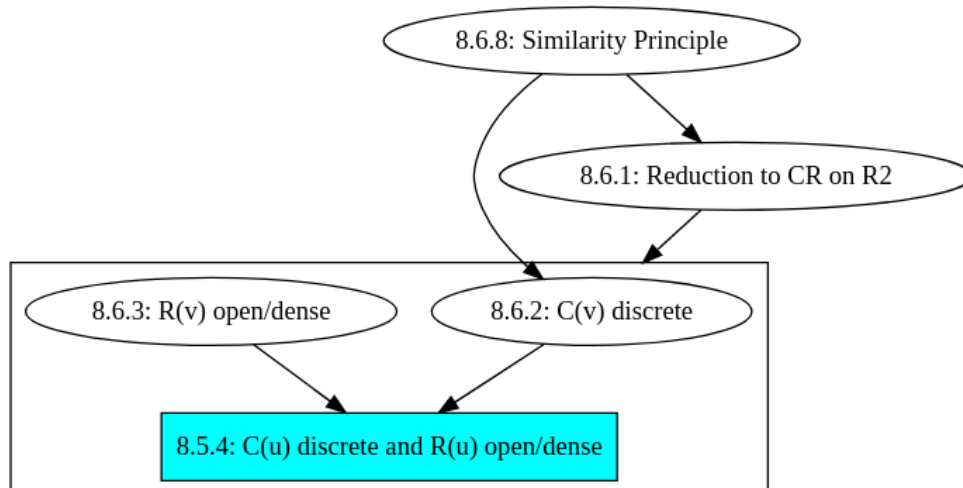 8.6.8: Similarity Principle
8.6.1: Reduction to CR on R2
8.6.3: R(v) open/dense
8.6.2: C(v) discrete
8.5.4: C(u) discrete and R(u) open/dense